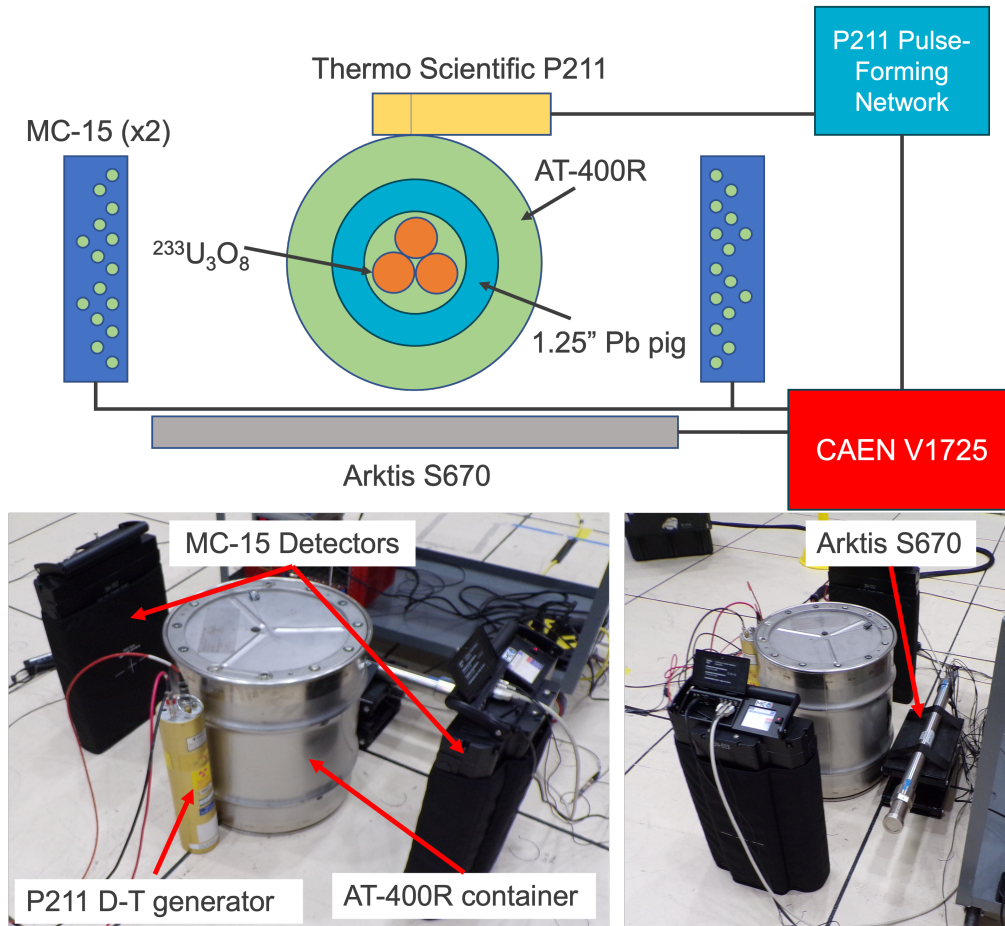 Thermo Scientific P211
P211 Pulse-
Forming
Network
MC-15 (x2)
AT-400R
²³³U₃O₈
1.25” Pb pig
CAEN V1725
Arktis S670
MC-15 Detectors
Arktis S670
P211 D-T generator
AT-400R container